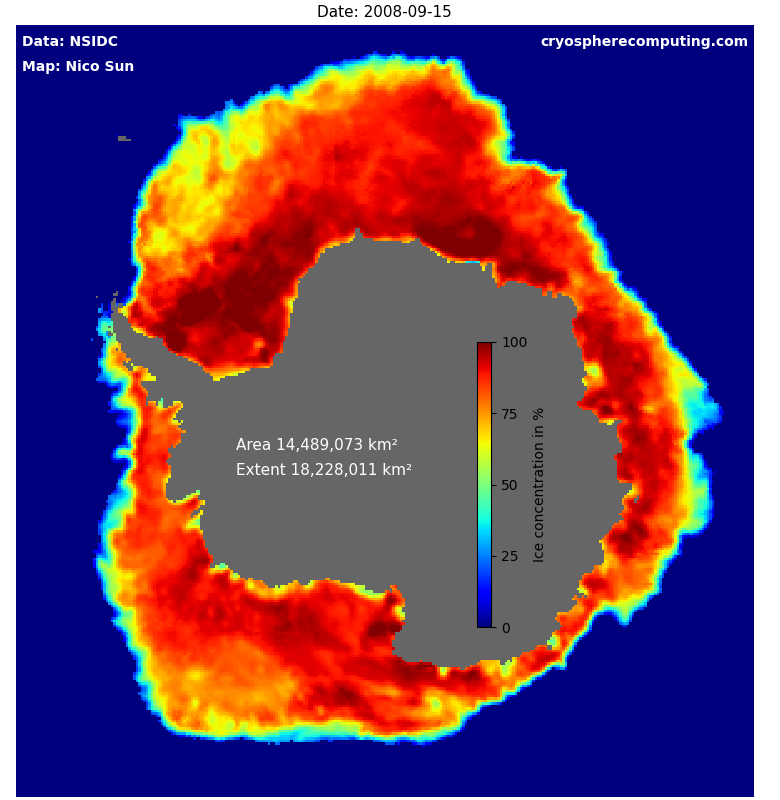 Date: 2008-09-15
Data: NSIDC
cryospherecomputing.com
Map: Nico Sun
100
75
Area 14,489,073 km²
Extent 18,228,011 km²
50
25
0
Ice concentration in %